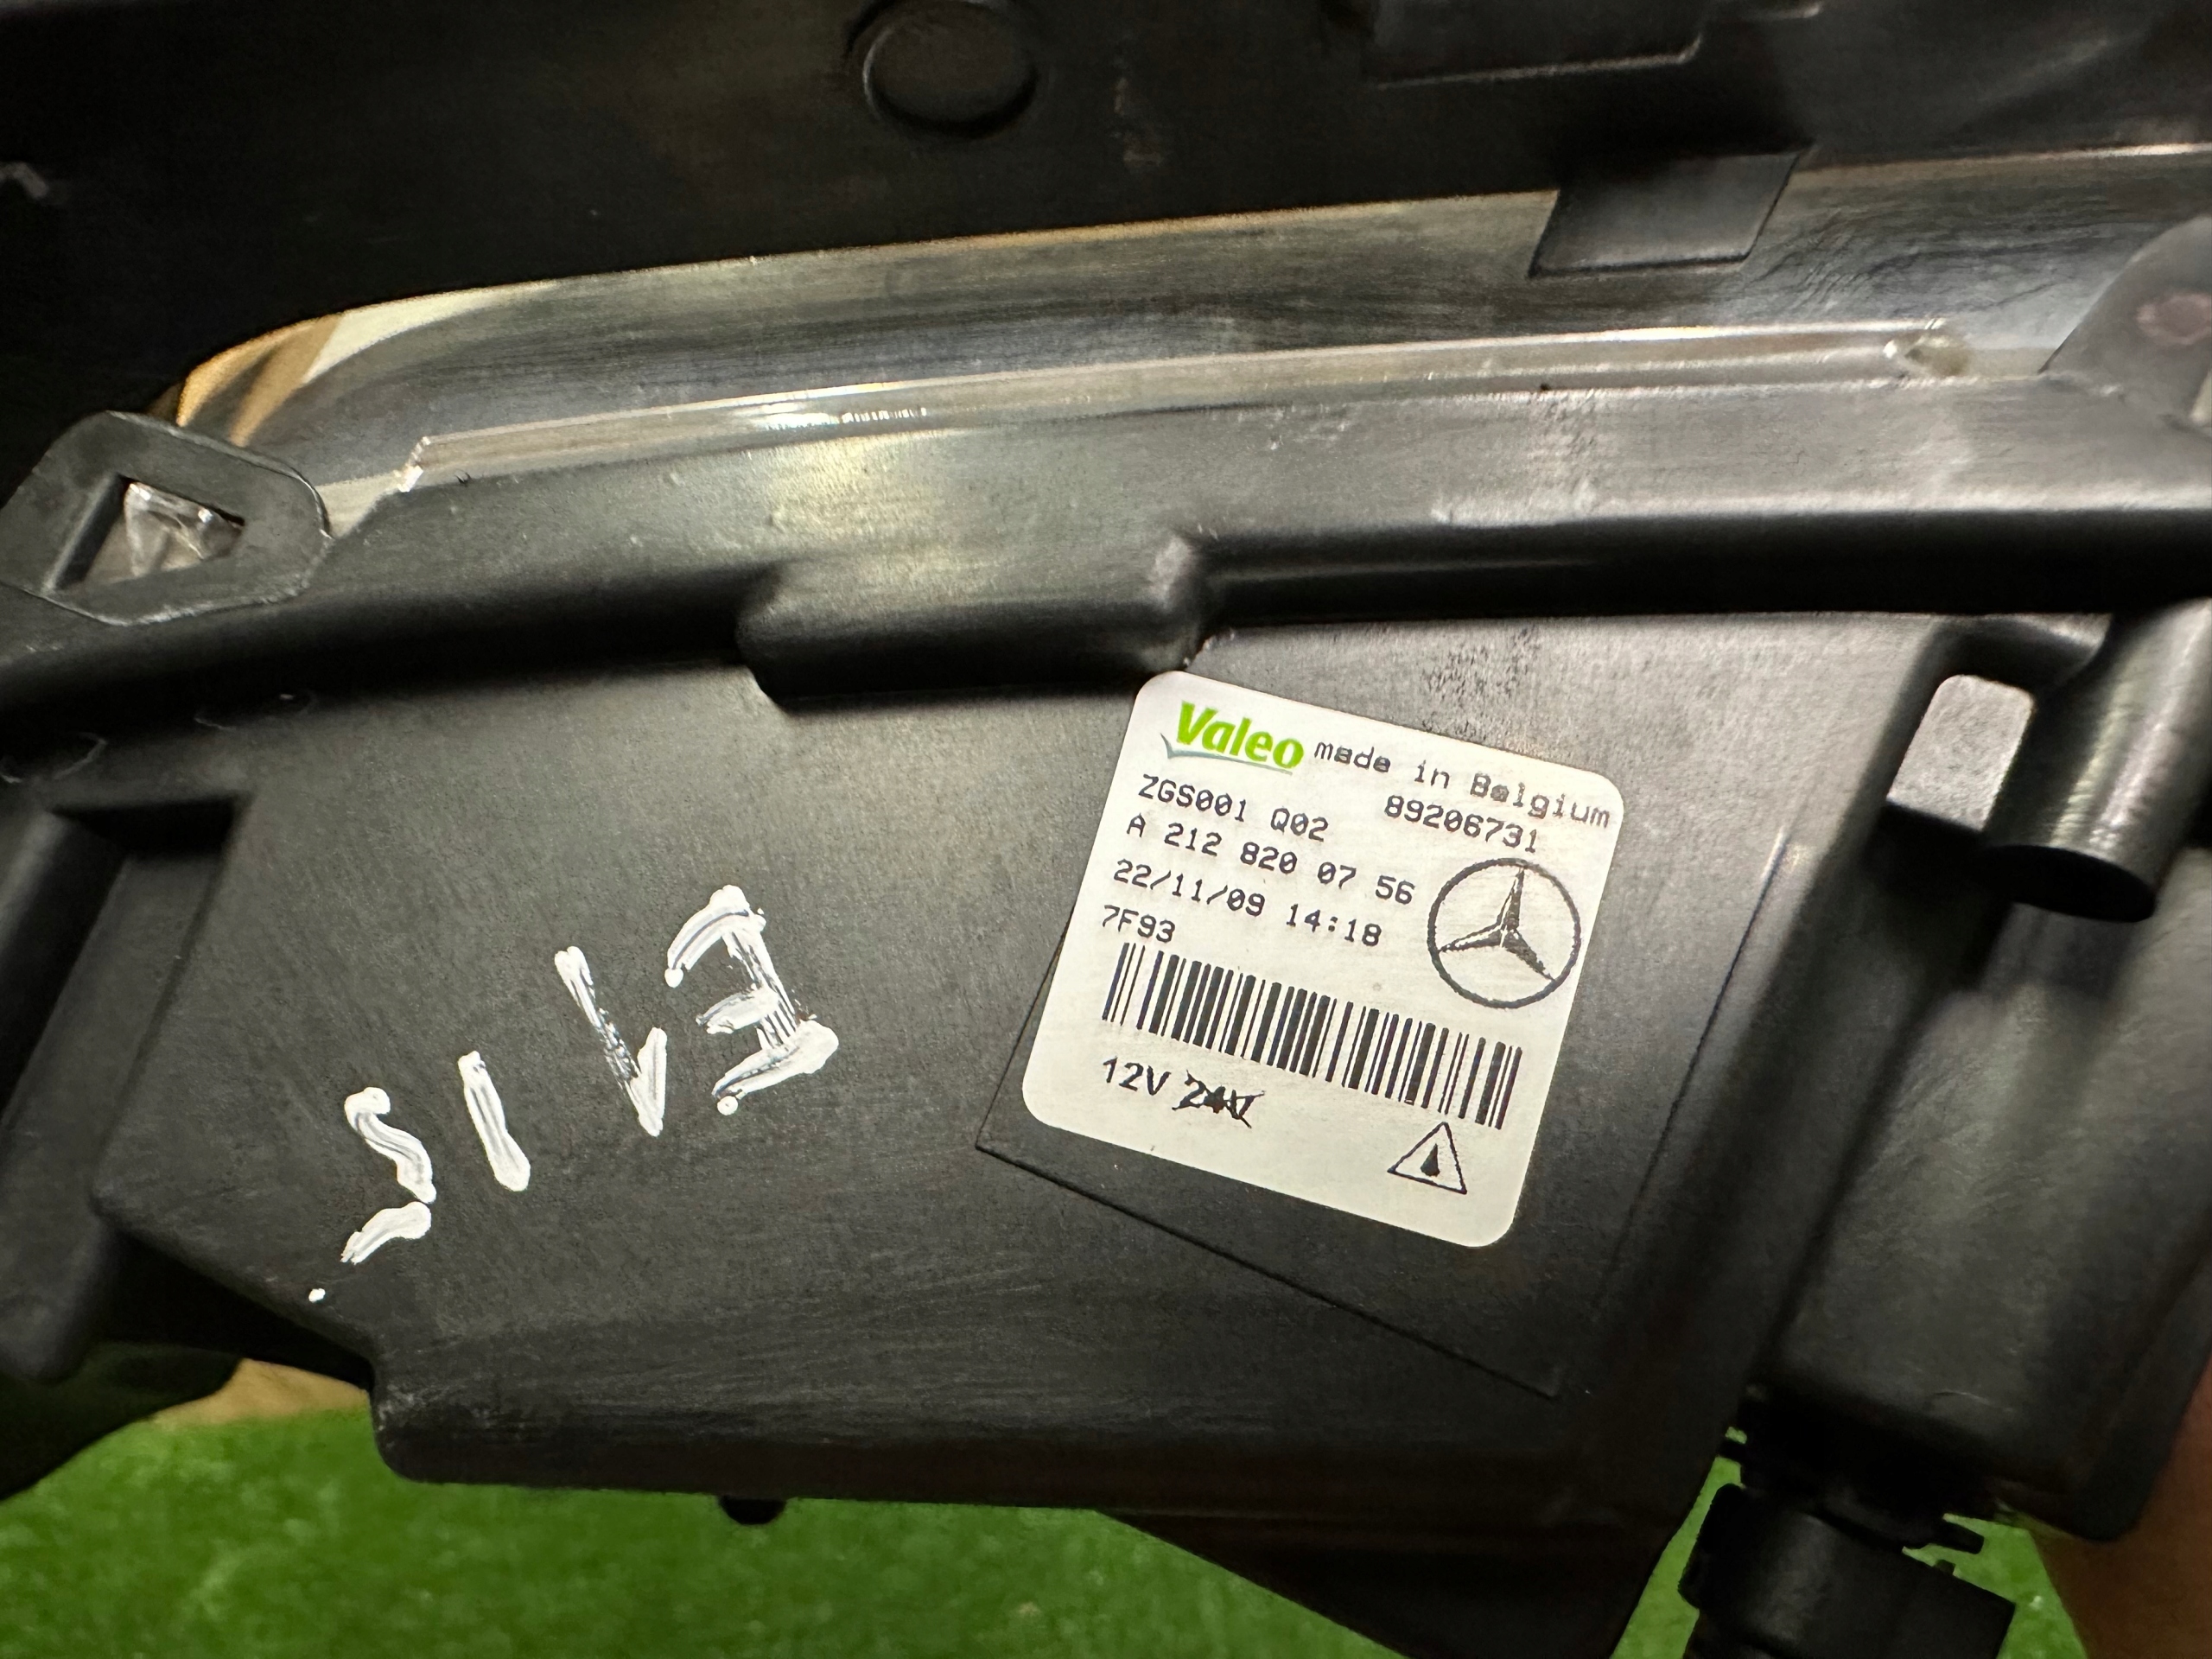 Valeo made in Belgium
ZGS001 Q02 89206731
A 212 820 07 56
22/11/09 14:18
7F93
12V 24V
E115